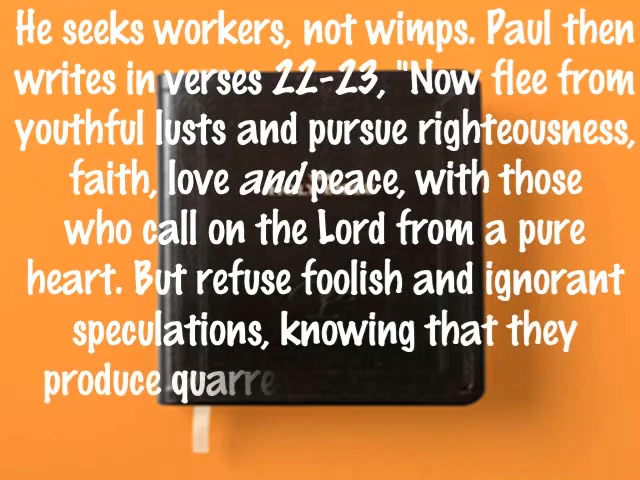 He seeks workers, not wimps. Paul then
writes in verses 22-23, "Now flee from
youthful lusts and pursue righteousness,
faith, love and peace, with those
who call on the Lord from a pure
heart. But refuse foolish and ignorant
speculations, knowing that they
produce quarre